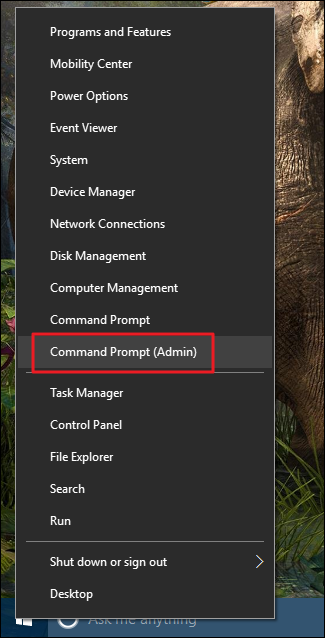 Programs and Features
Mobility Center
Power Options
Event Viewer
System
Device Manager
Network Connections
Disk Management
Computer Management
Command Prompt
Command Prompt (Admin)
Task Manager
Control Panel
File Explorer
Search
Run
Shut down or sign out
Desktop
Ask me anything